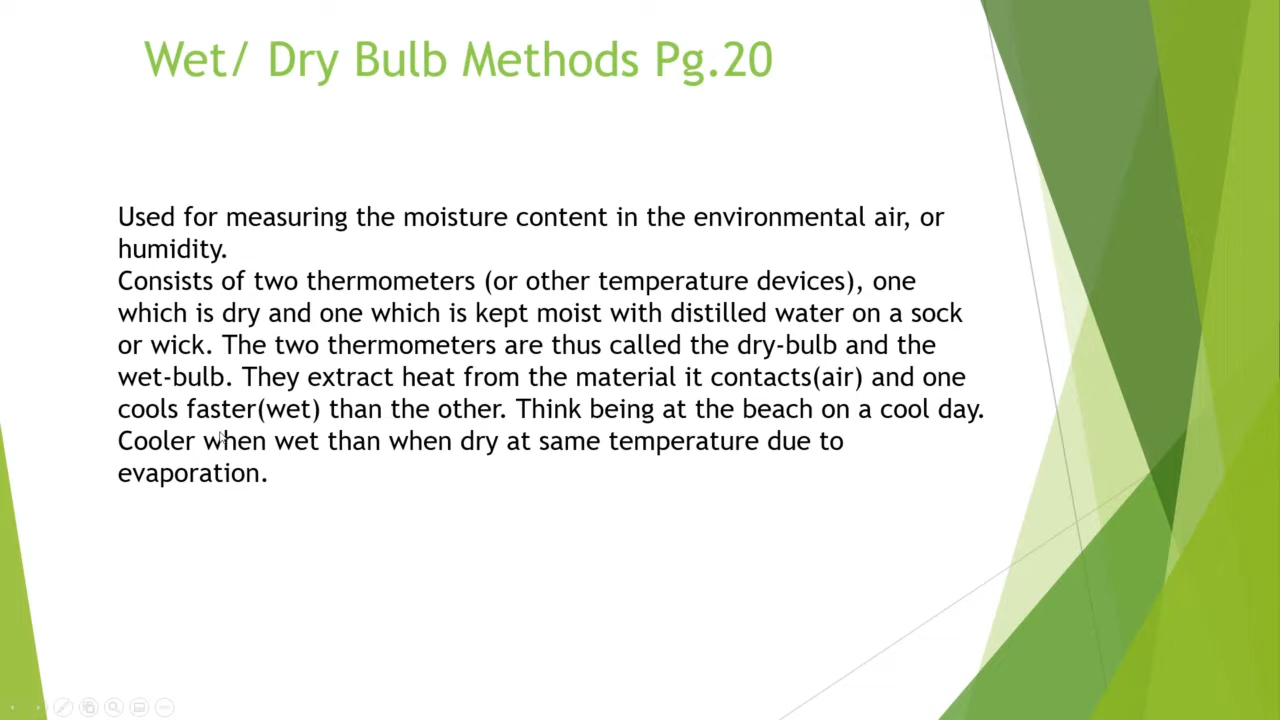 Wet/ Dry Bulb Methods Pg.20
Used for measuring the moisture content in the environmental air, or
humidity.
Consists of two thermometers (or other temperature devices), one
which is dry and one which is kept moist with distilled water on a sock
or wick. The two thermometers are thus called the dry-bulb and the
wet-bulb. They extract heat from the material it contacts(air) and one
cools faster(wet) than the other. Think being at the beach on a cool day.
Cooler when wet than when dry at same temperature due to
evaporation.